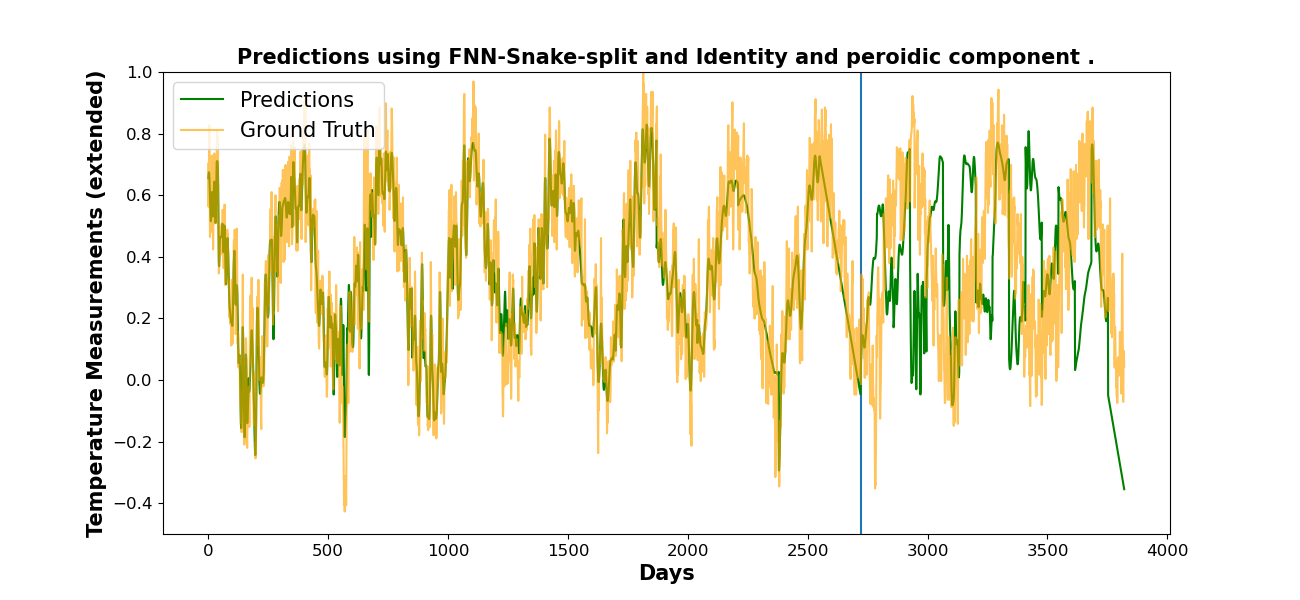 Predictions using FNN-Snake-split and Identity and peroidic component .
Temperature Measurements (extended)
1.0
0.8
0.6
0.4
0.2
0.0
−0.2
−0.4
Predictions
Ground Truth
0 500 1000 1500 2000 2500 3000 3500 4000
Days